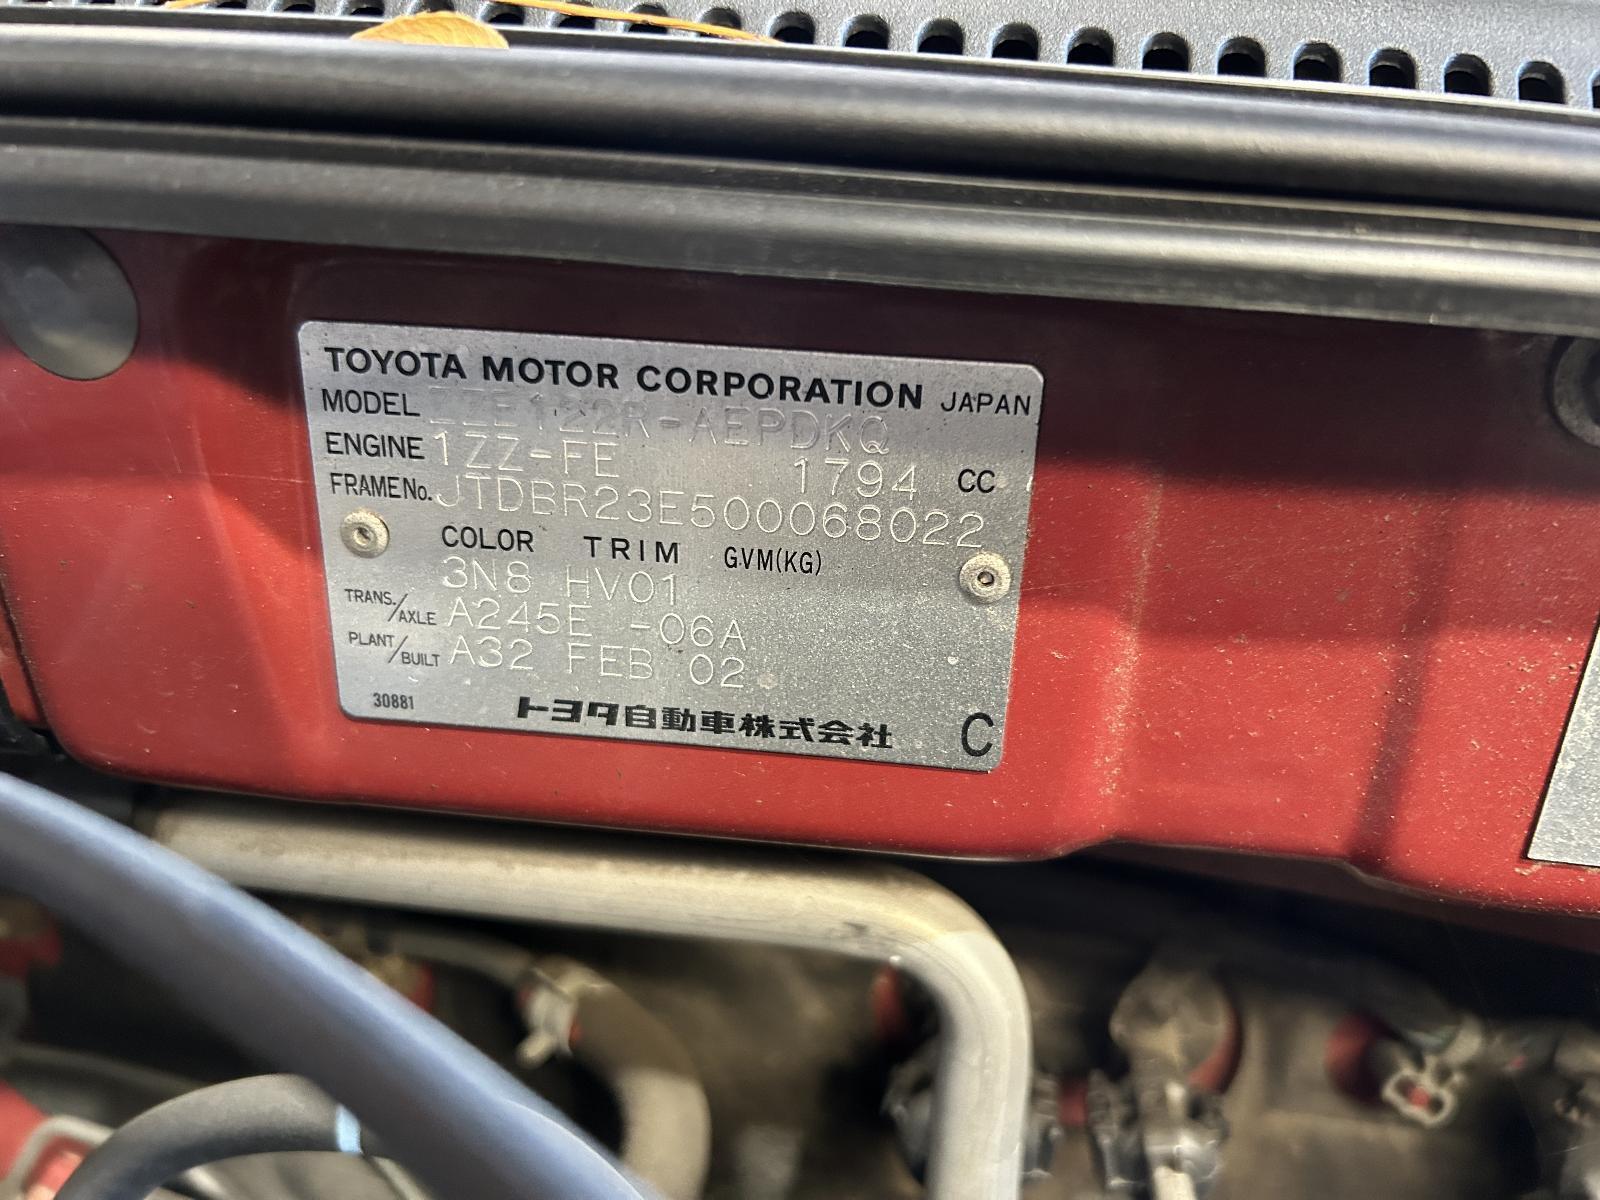 TOYOTA MOTOR CORPORATION JAPAN
MODEL ZZE122R-AEPDKQ
ENGINE 1ZZ-FE 1794 CC
FRAME No. JTDBR23E500068022
COLOR TRIM G.V.M(KG)
3N8 HV01
TRANS./AXLE A245E -06A
PLANT/BUILT A32 FEB 02
30881 トヨタ自動車株式会社 C